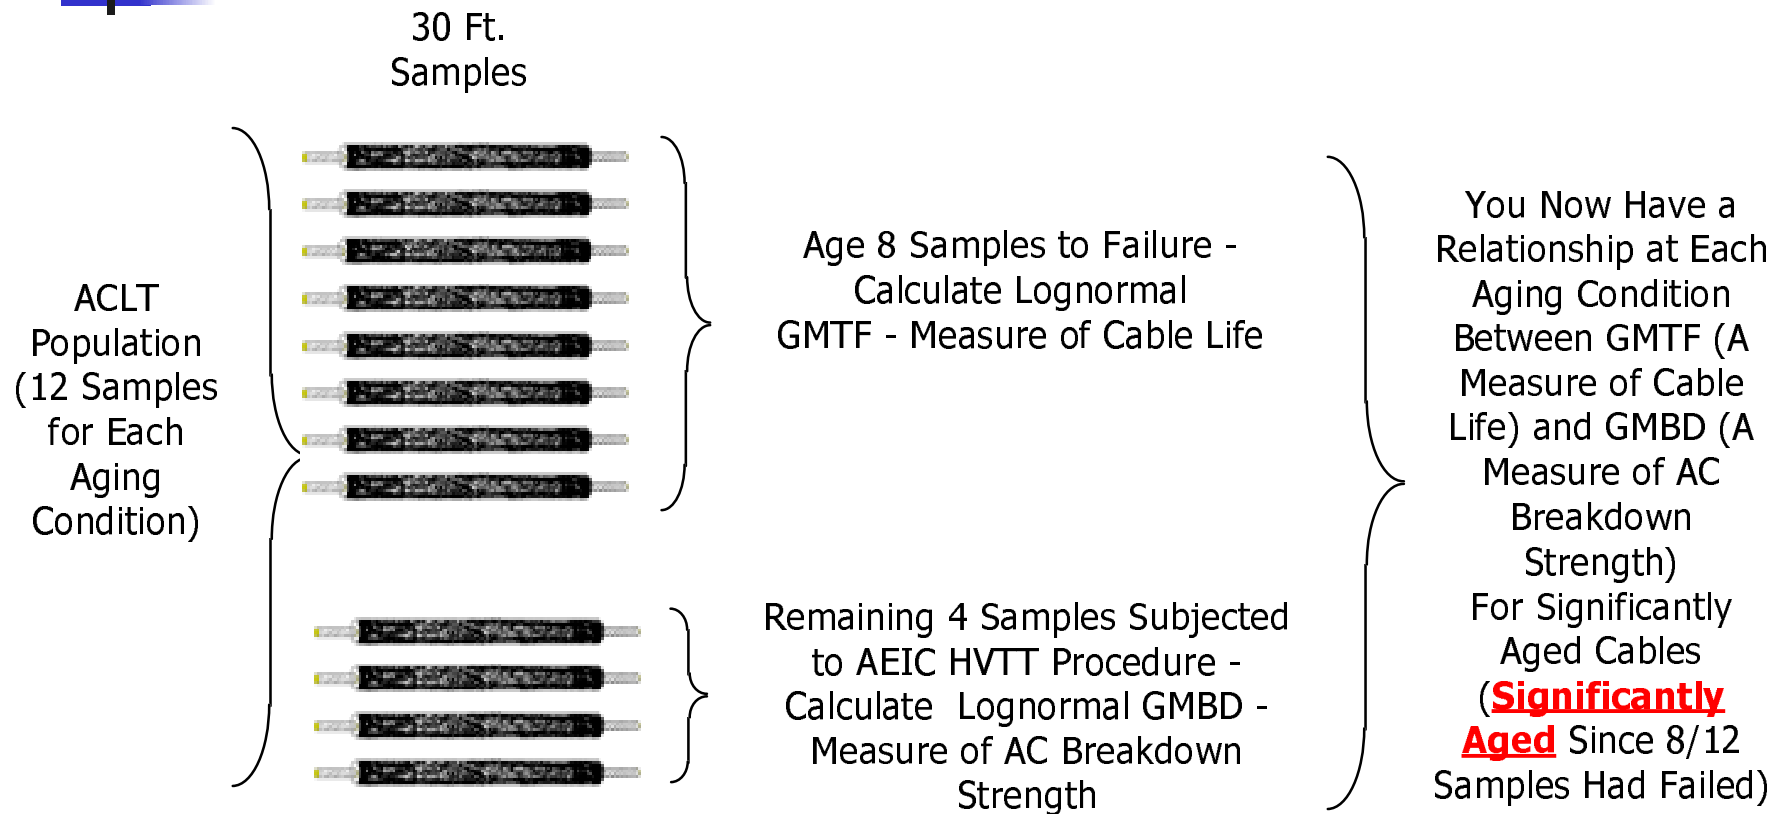 30 Ft.
Samples
ACLT
Population
(12 Samples
for Each
Aging
Condition)
Age 8 Samples to Failure -
Calculate Lognormal
GMTF - Measure of Cable Life
Remaining 4 Samples Subjected
to AEIC HVTT Procedure -
Calculate Lognormal GMBD -
Measure of AC Breakdown
Strength
You Now Have a
Relationship at Each
Aging Condition
Between GMTF (A
Measure of Cable
Life) and GMBD (A
Measure of AC
Breakdown
Strength)
For Significantly
Aged Cables
(Significantly
Aged Since 8/12
Samples Had Failed)